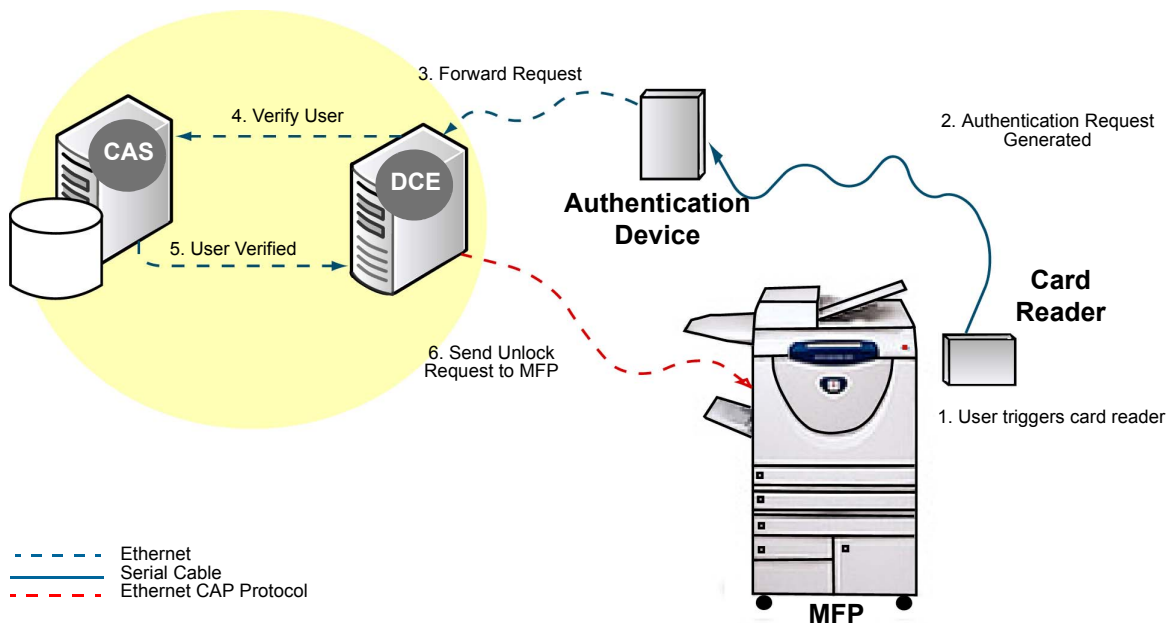 3. Forward Request
4. Verify User
2. Authentication Request
Generated
CAS
DCE
Authentication
Device
5. User Verified
Card
Reader
6. Send Unlock
Request to MFP
1. User triggers card reader
Ethernet
Serial Cable
Ethernet CAP Protocol
MFP